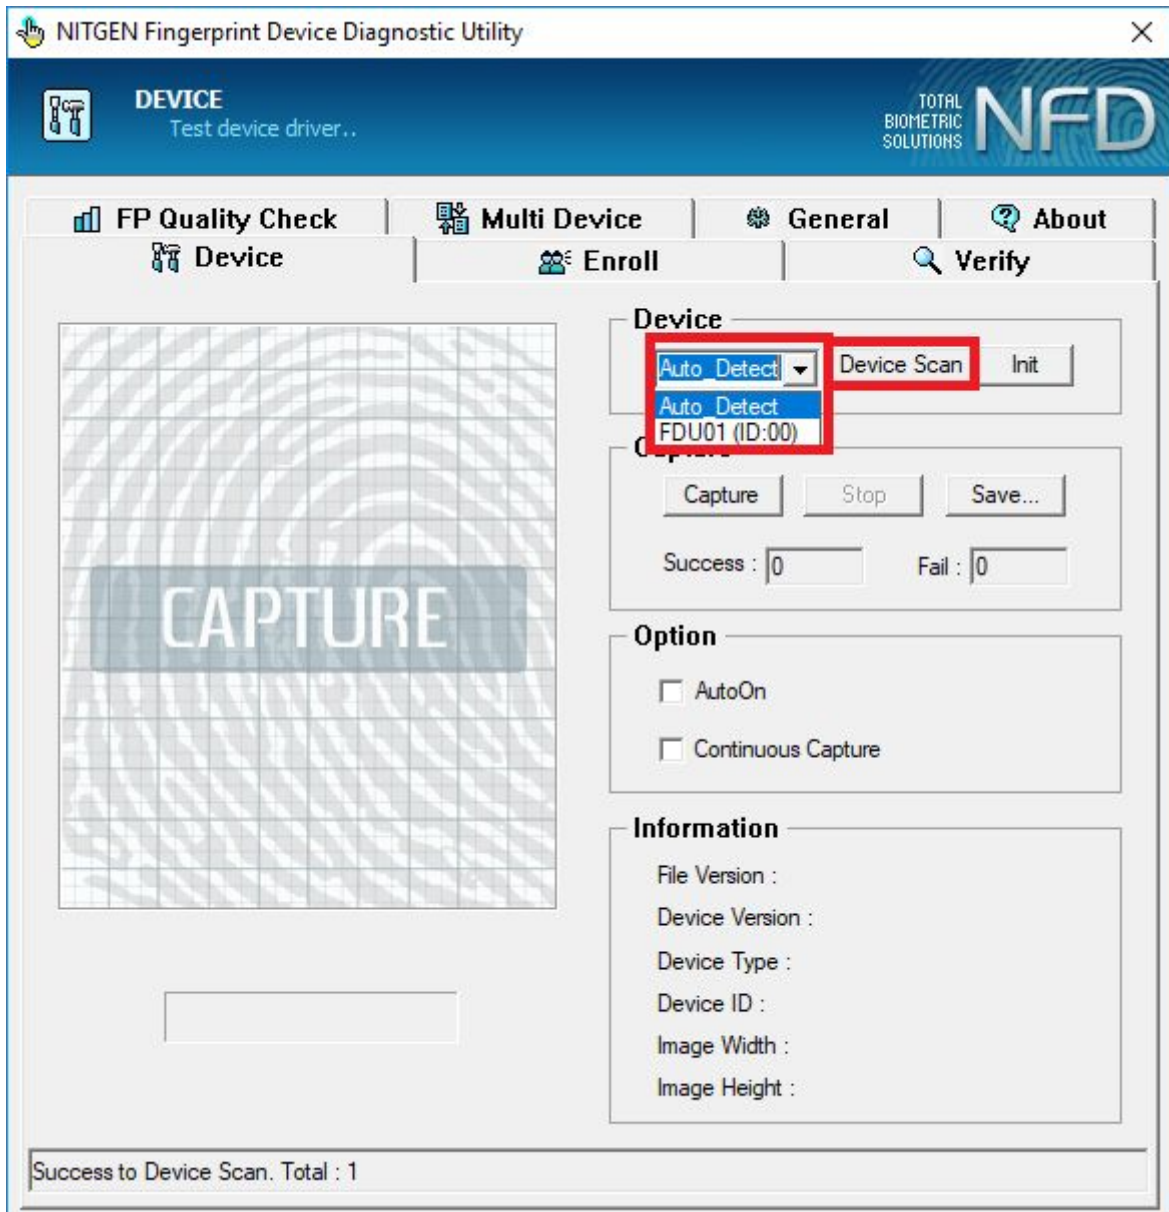 NITGEN Fingerprint Device Diagnostic Utility
DEVICE
Test device driver..
TOTAL
BIOMETRIC
SOLUTIONS
NFD
FP Quality Check
Multi Device
General
About
Device
Enroll
Verify
Device
Auto_Detect
Device Scan
Init
Auto_Detect
FDU01 (ID:00)
Capture
Stop
Save...
Success : 0
Fail : 0
CAPTURE
Option
AutoOn
Continuous Capture
Information
File Version :
Device Version :
Device Type :
Device ID :
Image Width :
Image Height :
Success to Device Scan. Total : 1